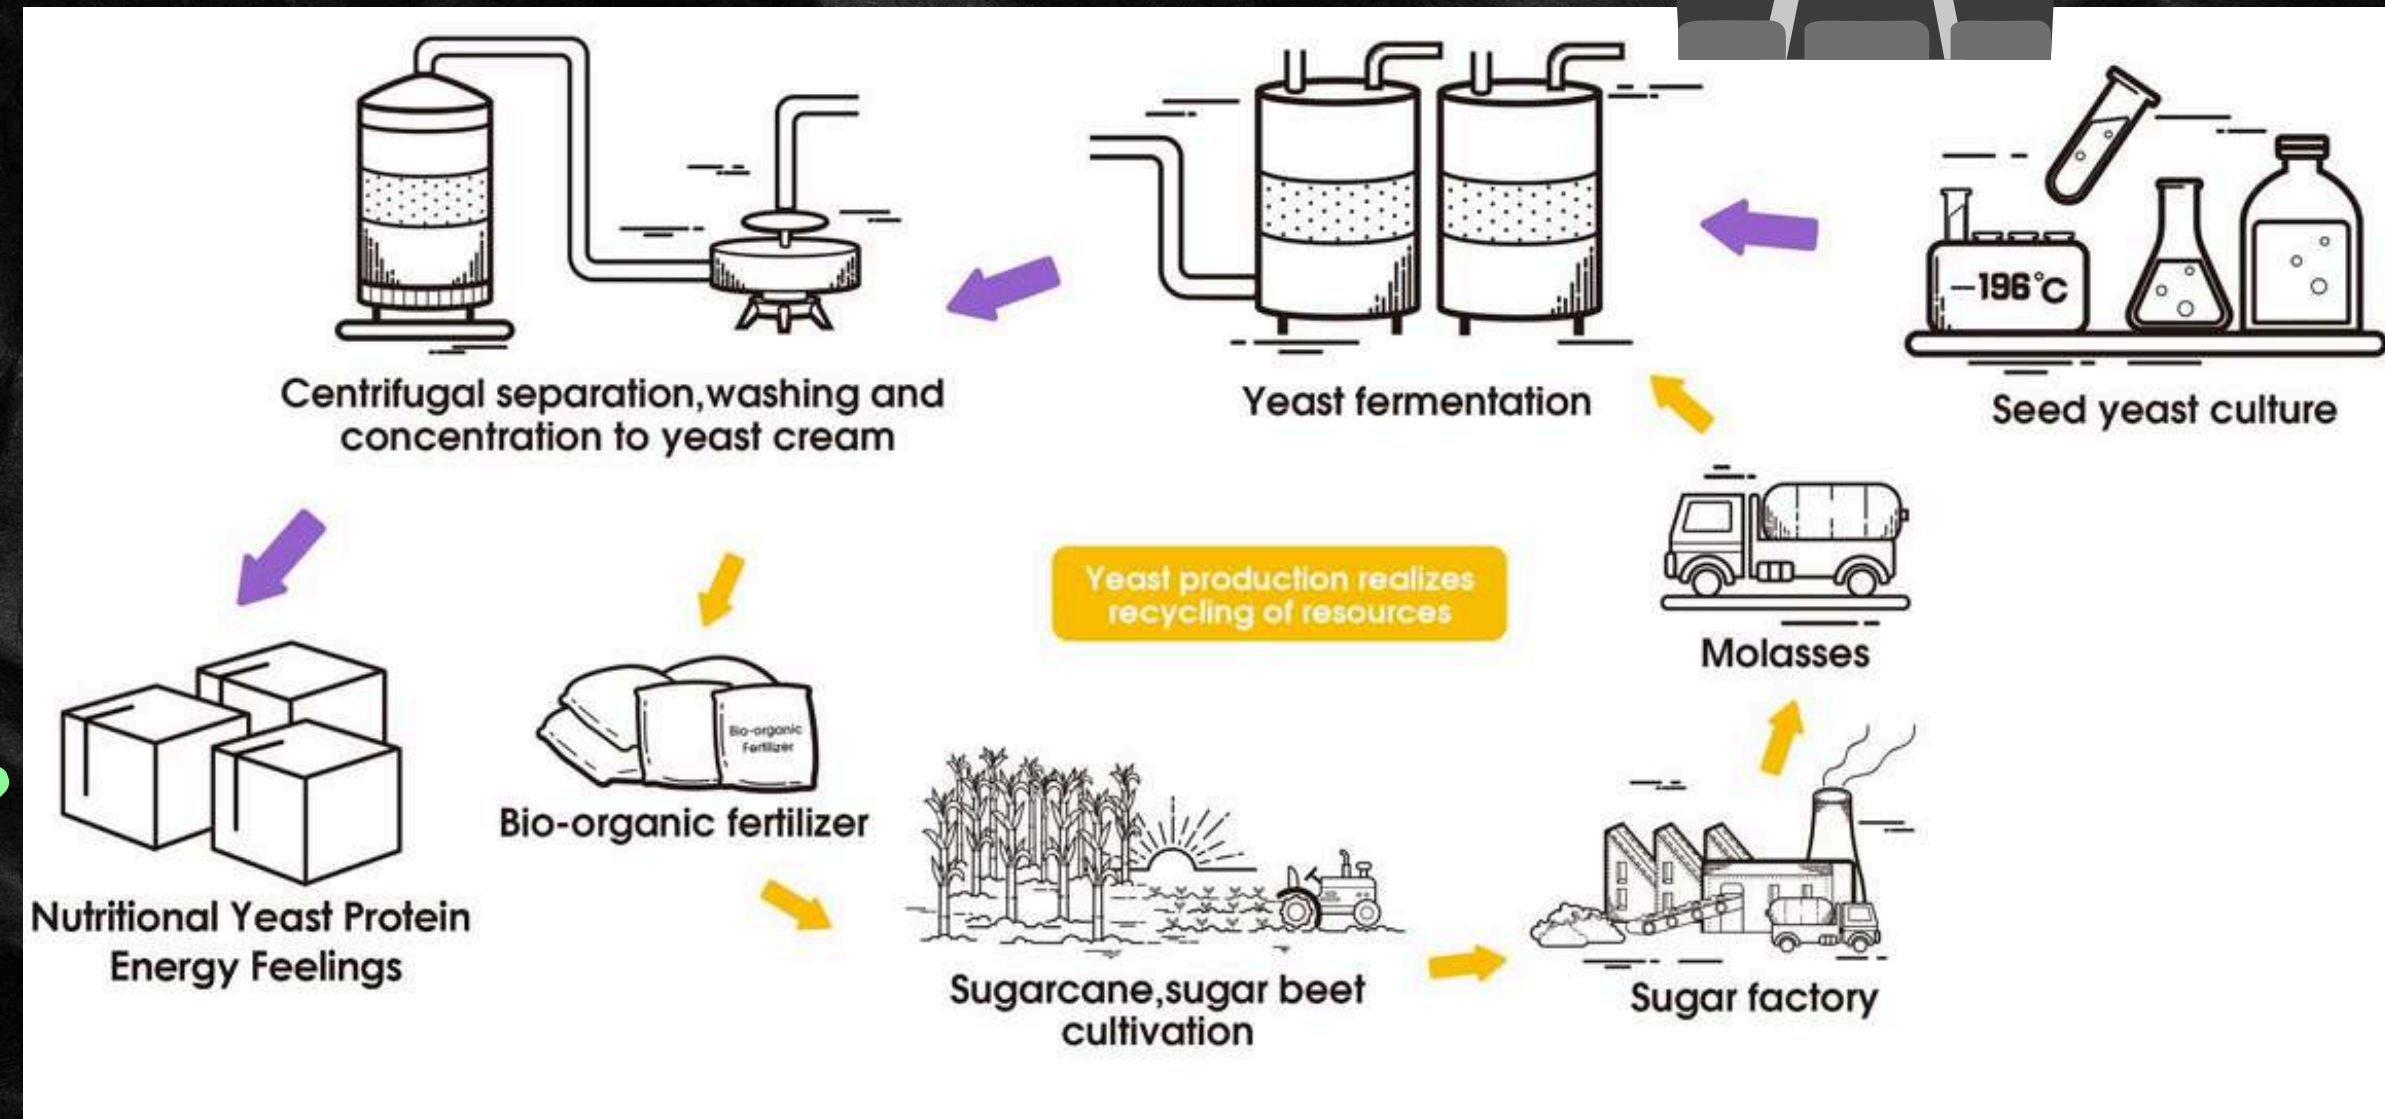 Centrifugal separation,washing and
concentration to yeast cream
Yeast fermentation
−196°C
Seed yeast culture
Yeast production realizes
recycling of resources
Molasses
Nutritional Yeast Protein
Energy Feelings
Bio-organic
Fertilizer
Bio-organic fertilizer
Sugarcane,sugar beet
cultivation
Sugar factory